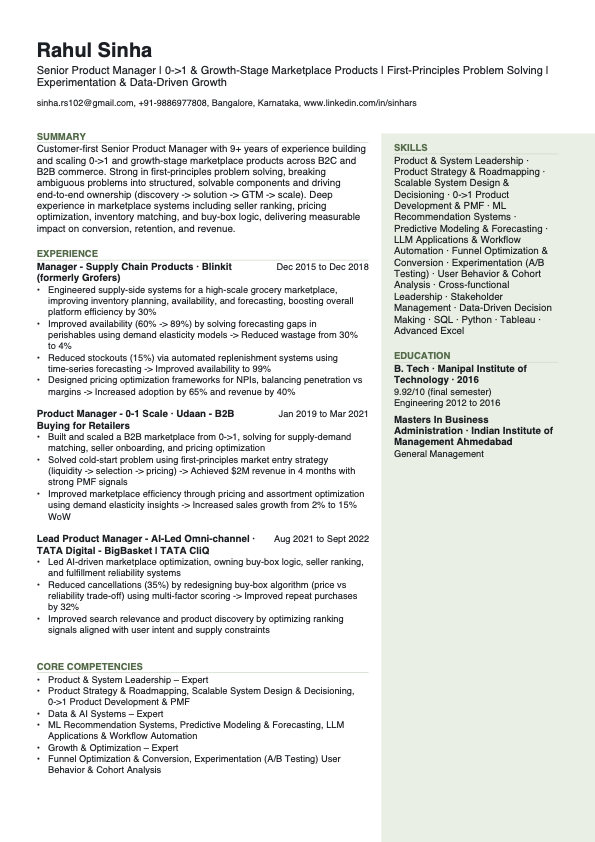 Rahul Sinha
Senior Product Manager | 0->1 & Growth-Stage Marketplace Products | First-Principles Problem Solving |
Experimentation & Data-Driven Growth
sinha.rs102@gmail.com, +91-9886977808, Bangalore, Karnataka, www.linkedin.com/in/sinhars
SUMMARY
Customer-first Senior Product Manager with 9+ years of experience building
and scaling 0->1 and growth-stage marketplace products across B2C and
B2B commerce. Strong in first-principles problem solving, breaking
ambiguous problems into structured, solvable components and driving
end-to-end ownership (discovery -> solution -> GTM -> scale). Deep
experience in marketplace systems including seller ranking, pricing
optimization, inventory matching, and buy-box logic, delivering measurable
impact on conversion, retention, and revenue.
EXPERIENCE
Manager - Supply Chain Products · Blinkit Dec 2015 to Dec 2018
(formerly Grofers)
• Engineered supply-side systems for a high-scale grocery marketplace,
improving inventory planning, availability, and forecasting, boosting overall
platform efficiency by 30%
• Improved availability (60% -> 89%) by solving forecasting gaps in
perishables using demand elasticity models -> Reduced wastage from 30%
to 4%
• Reduced stockouts (15%) via automated replenishment systems using
time-series forecasting -> Improved availability to 99%
• Designed pricing optimization frameworks for NPIs, balancing penetration vs
margins -> Increased adoption by 65% and revenue by 40%
Product Manager - 0-1 Scale · Udaan - B2B Jan 2019 to Mar 2021
Buying for Retailers
• Built and scaled a B2B marketplace from 0->1, solving for supply-demand
matching, seller onboarding, and pricing optimization
• Solved cold-start problem using first-principles market entry strategy
(liquidity -> selection -> pricing) -> Achieved $2M revenue in 4 months with
strong PMF signals
• Improved marketplace efficiency through pricing and assortment optimization
using demand elasticity insights -> Increased sales growth from 2% to 15%
WoW
Lead Product Manager - AI-Led Omni-channel · Aug 2021 to Sept 2022
TATA Digital - BigBasket | TATA CliQ
• Led AI-driven marketplace optimization, owning buy-box logic, seller ranking,
and fulfillment reliability systems
• Reduced cancellations (35%) by redesigning buy-box algorithm (price vs
reliability trade-off) using multi-factor scoring -> Improved repeat purchases
by 32%
• Improved search relevance and product discovery by optimizing ranking
signals aligned with user intent and supply constraints
CORE COMPETENCIES
• Product & System Leadership – Expert
• Product Strategy & Roadmapping, Scalable System Design & Decisioning,
0->1 Product Development & PMF
• Data & AI Systems – Expert
• ML Recommendation Systems, Predictive Modeling & Forecasting, LLM
Applications & Workflow Automation
• Growth & Optimization – Expert
• Funnel Optimization & Conversion, Experimentation (A/B Testing) User
Behavior & Cohort Analysis
SKILLS
Product & System Leadership ·
Product Strategy & Roadmapping ·
Scalable System Design &
Decisioning · 0->1 Product
Development & PMF · ML
Recommendation Systems ·
Predictive Modeling & Forecasting ·
LLM Applications & Workflow
Automation · Funnel Optimization &
Conversion · Experimentation (A/B
Testing) · User Behavior & Cohort
Analysis · Cross-functional
Leadership · Stakeholder
Management · Data-Driven Decision
Making · SQL · Python · Tableau ·
Advanced Excel
EDUCATION
B. Tech · Manipal Institute of
Technology · 2016
9.92/10 (final semester)
Engineering 2012 to 2016
Masters In Business
Administration · Indian Institute of
Management Ahmedabad
General Management